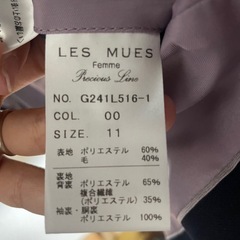 LES MUES
Femme
Precious Line
NO. G241L516-1
COL. 00
SIZE. 11
表地 ポリエステル 60%
毛 40%
前裏 ポリエステル 65%
背裏 複合繊維 35%
(ポリエステル)
袖裏・胴裏
ポリエステル 100%